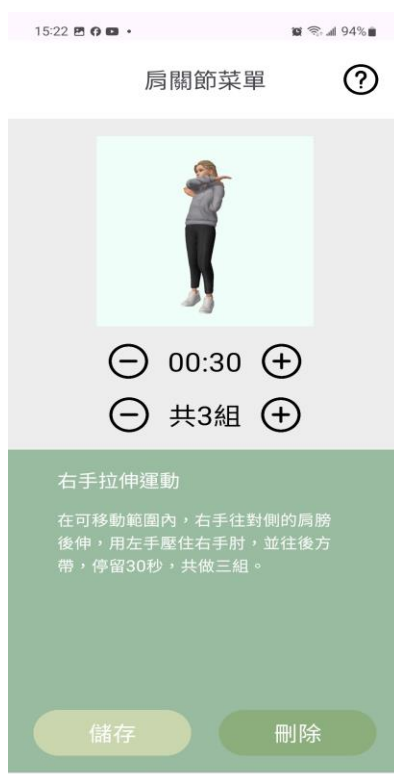 15:22
94%
肩關節菜單
?
00:30
共3組
右手拉伸運動
在可移動範圍內，右手往對側的肩膀
後伸，用左手壓住右手肘，並往後方
帶，停留30秒，共做三組。
儲存
刪除